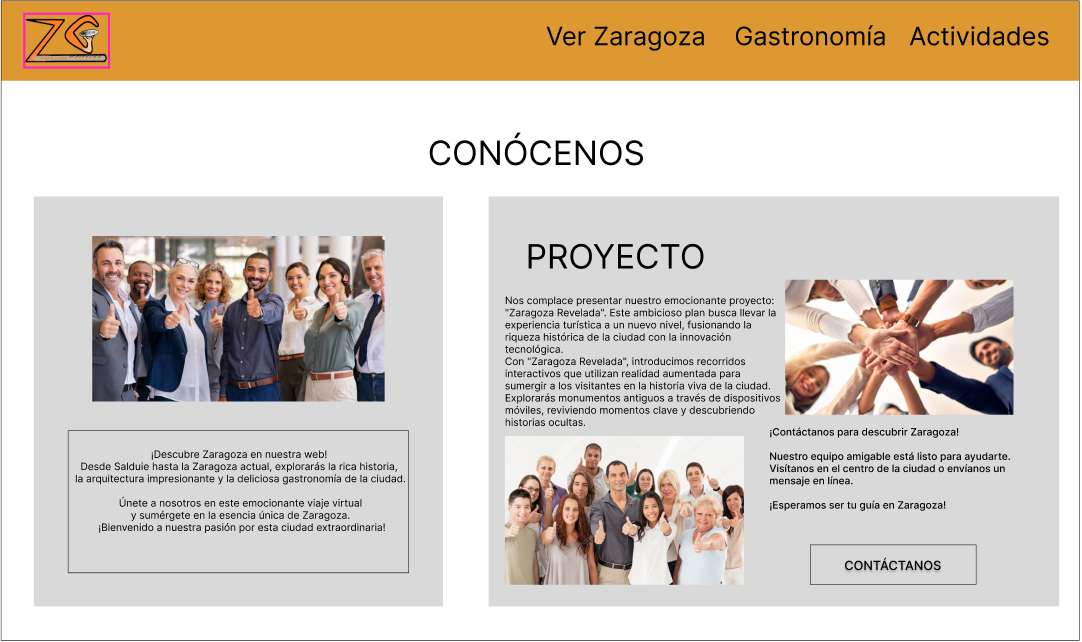 ZG
Ver Zaragoza
Gastronomía
Actividades
CONÓCENOS
¡Descubre Zaragoza en nuestra web!
Desde Salduie hasta la Zaragoza actual, explorarás la rica historia,
la arquitectura impresionante y la deliciosa gastronomía de la ciudad.
Únete a nosotros en este emocionante viaje virtual
y sumérgete en la esencia única de Zaragoza.
¡Bienvenido a nuestra pasión por esta ciudad extraordinaria!
PROYECTO
Nos complace presentar nuestro emocionante proyecto:
"Zaragoza Revelada". Este ambicioso plan busca llevar la
experiencia turística a un nuevo nivel, fusionando la
riqueza histórica de la ciudad con la innovación
tecnológica.
Con "Zaragoza Revelada", introducimos recorridos
interactivos que utilizan realidad aumentada para
sumergir a los visitantes en la historia viva de la ciudad.
Explorarás monumentos antiguos a través de dispositivos
móviles, reviviendo momentos clave y descubriendo
historias ocultas.
¡Contáctanos para descubrir Zaragoza!
Nuestro equipo amigable está listo para ayudarte.
Visítanos en el centro de la ciudad o envíanos un
mensaje en línea.
¡Esperamos ser tu guía en Zaragoza!
CONTÁCTANOS